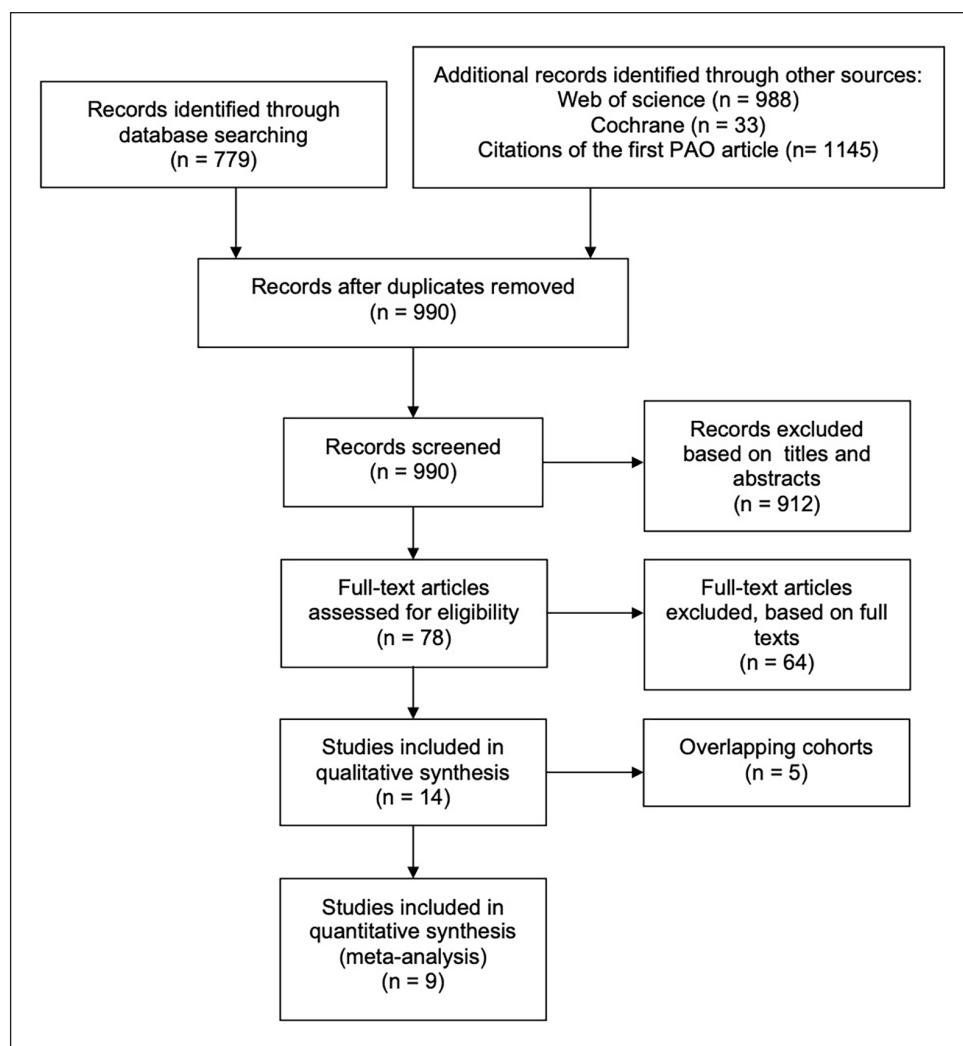 Records identified through
database searching
(n = 779)
Additional records identified through other sources:
Web of science (n = 988)
Cochrane (n = 33)
Citations of the first PAO article (n= 1145)
Records after duplicates removed
(n = 990)
Records screened
(n = 990)
Records excluded
based on titles and
abstracts
(n = 912)
Full-text articles
assessed for eligibility
(n = 78)
Full-text articles
excluded, based on full
texts
(n = 64)
Studies included in
qualitative synthesis
(n = 14)
Overlapping cohorts
(n = 5)
Studies included in
quantitative synthesis
(meta-analysis)
(n = 9)